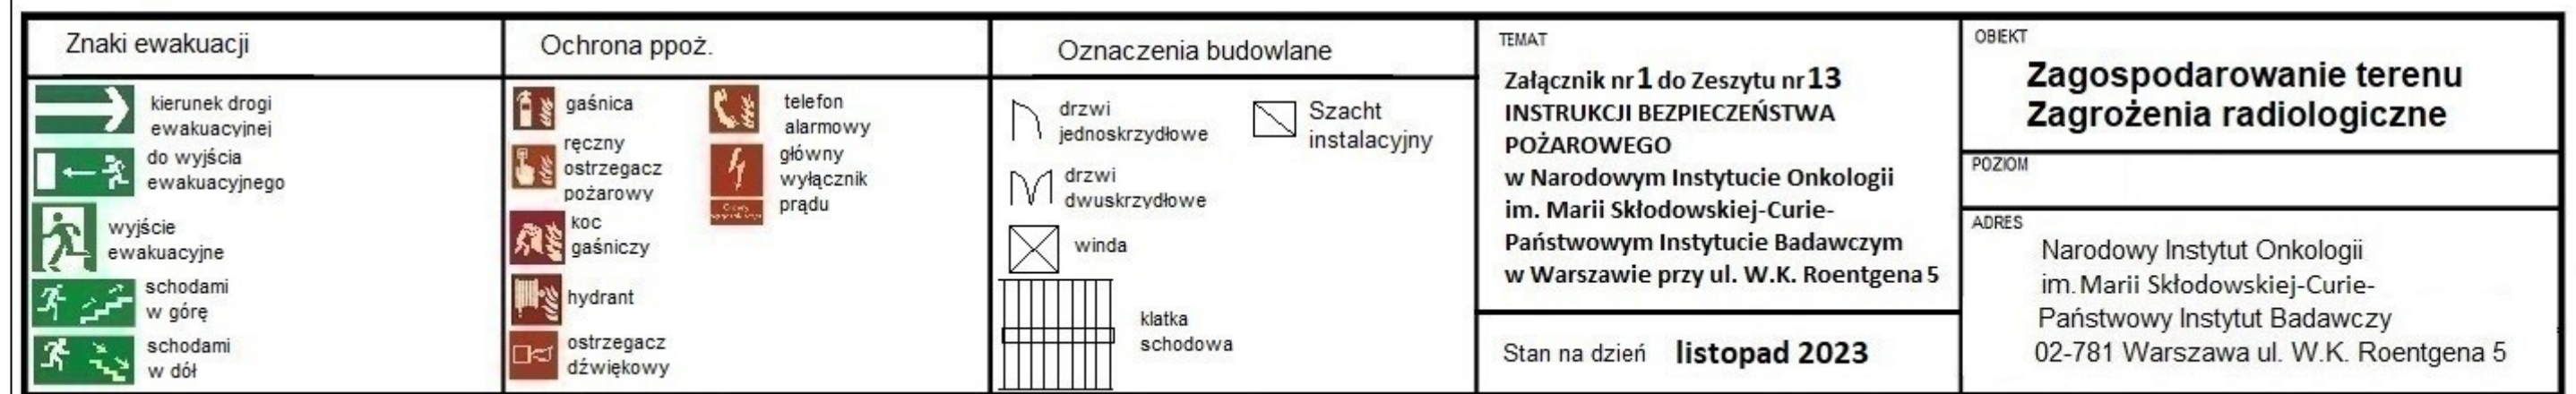 Znaki ewakuacji
kierunek drogi
ewakuacyjnej
do wyjścia
ewakuacyjnego
wyjście
ewakuacyjne
schodami
w górę
schodami
w dół
Ochrona ppoż.
gaśnica
ręczny
ostrzegacz
pożarowy
koc
gaśniczy
hydrant
ostrzegacz
dźwiękowy
telefon
alarmowy
główny
wyłącznik
prądu
Oznaczenia budowlane
drzwi
jednoskrzydłowe
drzwi
dwuskrzydłowe
winda
klatka
schodowa
Szacht
instalacyjny
TEMAT
Załącznik nr 1 do Zeszytu nr 13
INSTRUKCJI BEZPIECZEŃSTWA
POŻAROWEGO
w Narodowym Instytucie Onkologii
im. Marii Skłodowskiej-Curie-
Państwowym Instytucie Badawczym
w Warszawie przy ul. W.K. Roentgena 5
Stan na dzień listopad 2023
OBIEKT
Zagospodarowanie terenu
Zagrożenia radiologiczne
POZIOM
ADRES
Narodowy Instytut Onkologii
im. Marii Skłodowskiej-Curie-
Państwowy Instytut Badawczy
02-781 Warszawa ul. W.K. Roentgena 5